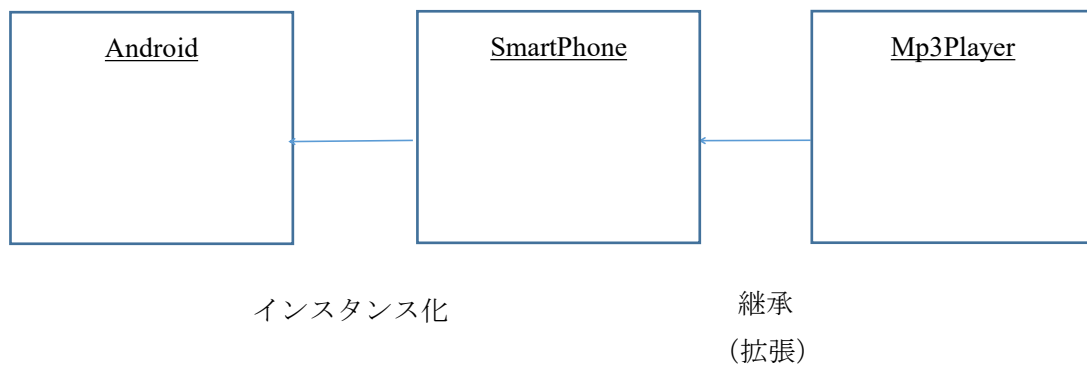 Android
SmartPhone
Mp3Player
インスタンス化
継承
（拡張）